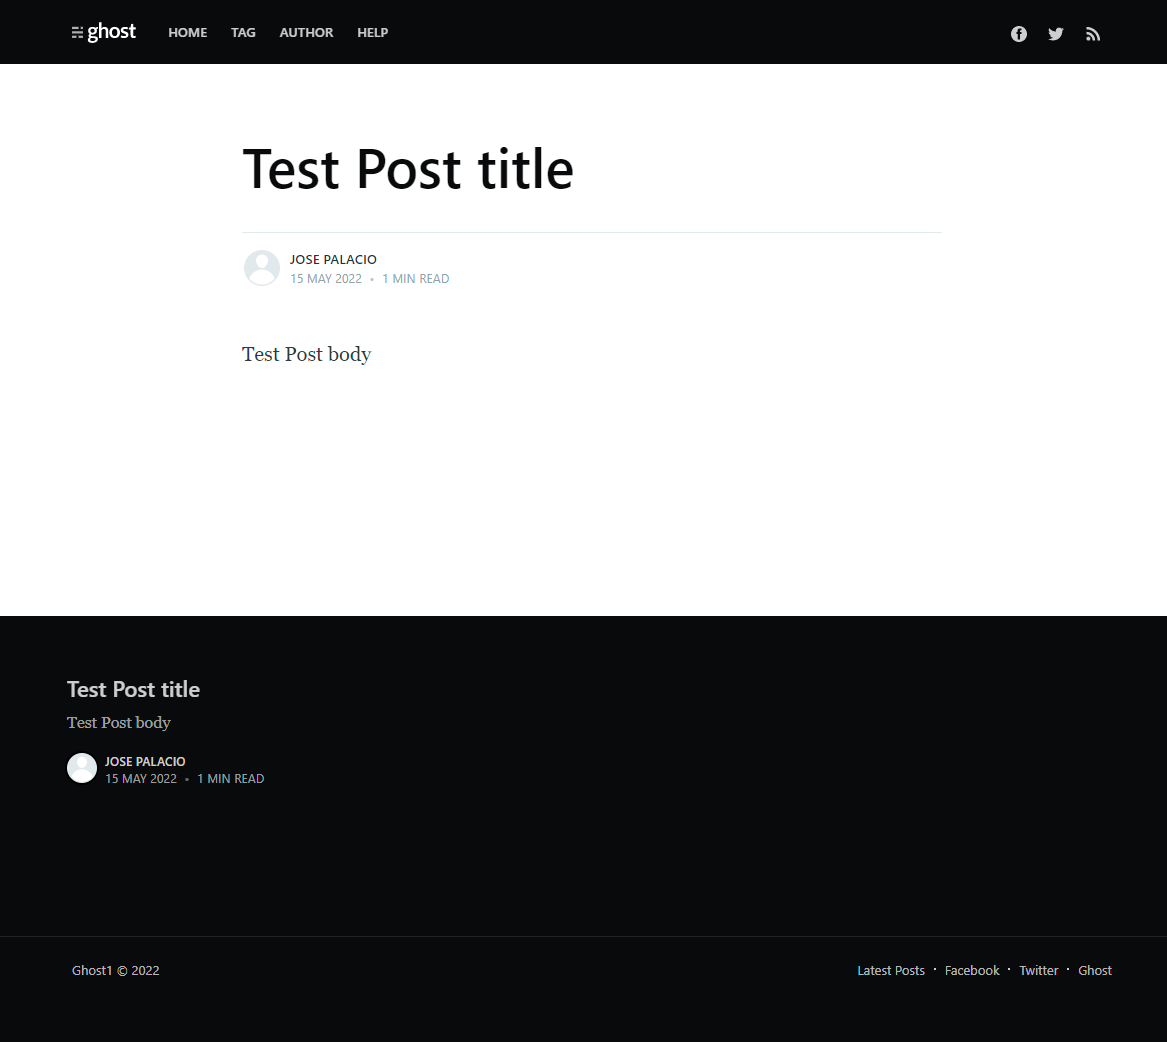 ghost HOME TAG AUTHOR HELP
Test Post title
JOSE PALACIO
15 MAY 2022 • 1 MIN READ
Test Post body
Test Post title
Test Post body
JOSE PALACIO
15 MAY 2022 • 1 MIN READ
Ghost1 © 2022 Latest Posts · Facebook · Twitter · Ghost